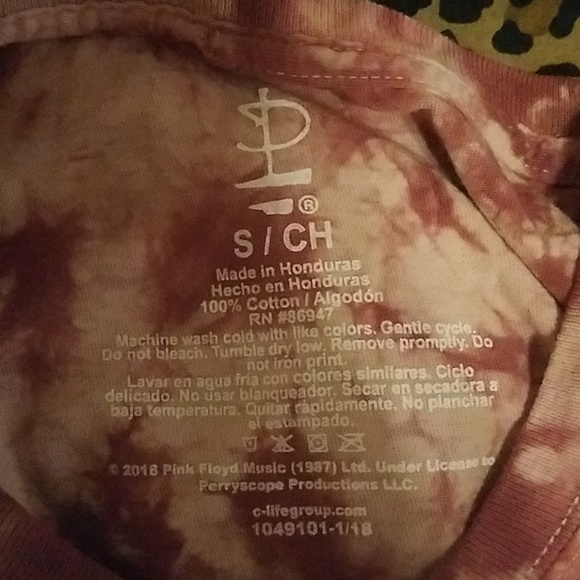 ®
S / CH
Made in Honduras
Hecho en Honduras
100% Cotton / Algodón
RN #86947
Machine wash cold with like colors. Gentle cycle.
Do not bleach. Tumble dry low. Remove promptly. Do
not iron print.
Lavar en agua fría con colores similares. Ciclo
delicado. No usar blanqueador. Secar en secadora a
baja temperatura. Quitar rápidamente. No planchar
el estampado.
© 2018 Pink Floyd Music (1987) Ltd. Under License to
Perryscope Productions LLC.
c-lifegroup.com
1049101-1/18